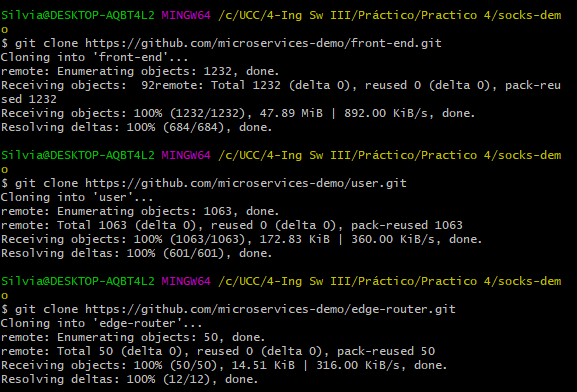 Silvia@DESKTOP-AQBT4L2 MINGW64 /c/UCC/4-Ing Sw III/Práctico/Practico 4/socks-dem
o
$ git clone https://github.com/microservices-demo/front-end.git
Cloning into 'front-end'...
remote: Enumerating objects: 1232, done.
Receiving objects:  92remote: Total 1232 (delta 0), reused 0 (delta 0), pack-reu
sed 1232
Receiving objects: 100% (1232/1232), 47.89 MiB | 892.00 KiB/s, done.
Resolving deltas: 100% (684/684), done.
Silvia@DESKTOP-AQBT4L2 MINGW64 /c/UCC/4-Ing Sw III/Práctico/Practico 4/socks-dem
o
$ git clone https://github.com/microservices-demo/user.git
Cloning into 'user'...
remote: Enumerating objects: 1063, done.
remote: Total 1063 (delta 0), reused 0 (delta 0), pack-reused 1063
Receiving objects: 100% (1063/1063), 172.83 KiB | 360.00 KiB/s, done.
Resolving deltas: 100% (601/601), done.
Silvia@DESKTOP-AQBT4L2 MINGW64 /c/UCC/4-Ing Sw III/Práctico/Practico 4/socks-dem
o
$ git clone https://github.com/microservices-demo/edge-router.git
Cloning into 'edge-router'...
remote: Enumerating objects: 50, done.
remote: Total 50 (delta 0), reused 0 (delta 0), pack-reused 50
Receiving objects: 100% (50/50), 14.51 KiB | 316.00 KiB/s, done.
Resolving deltas: 100% (12/12), done.